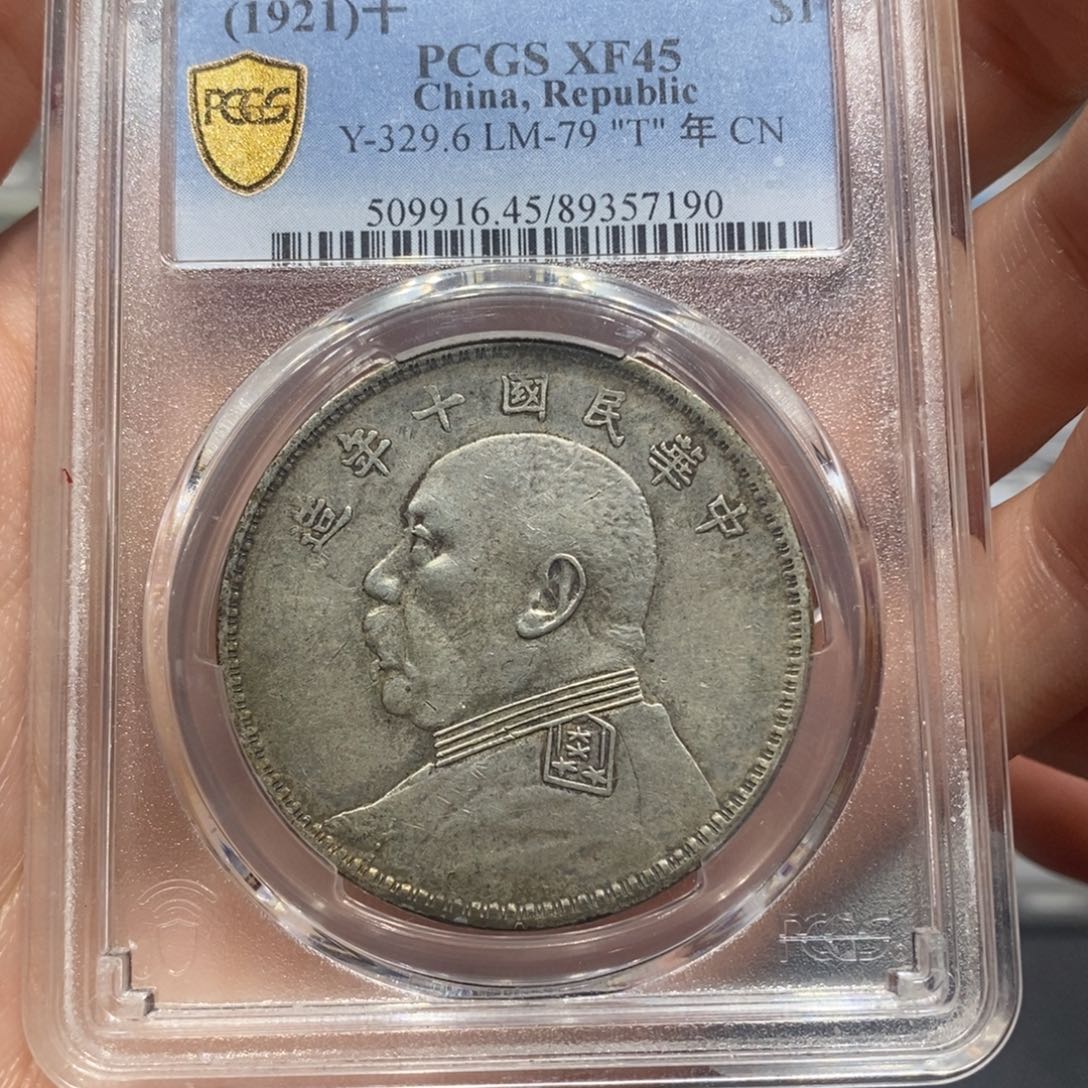 (1921)十 $1
PCGS XF45
China, Republic
Y-329.6 LM-79 "T" 年 CN
509916.45/89357190
PCGS
造年十國民華中
PCGS